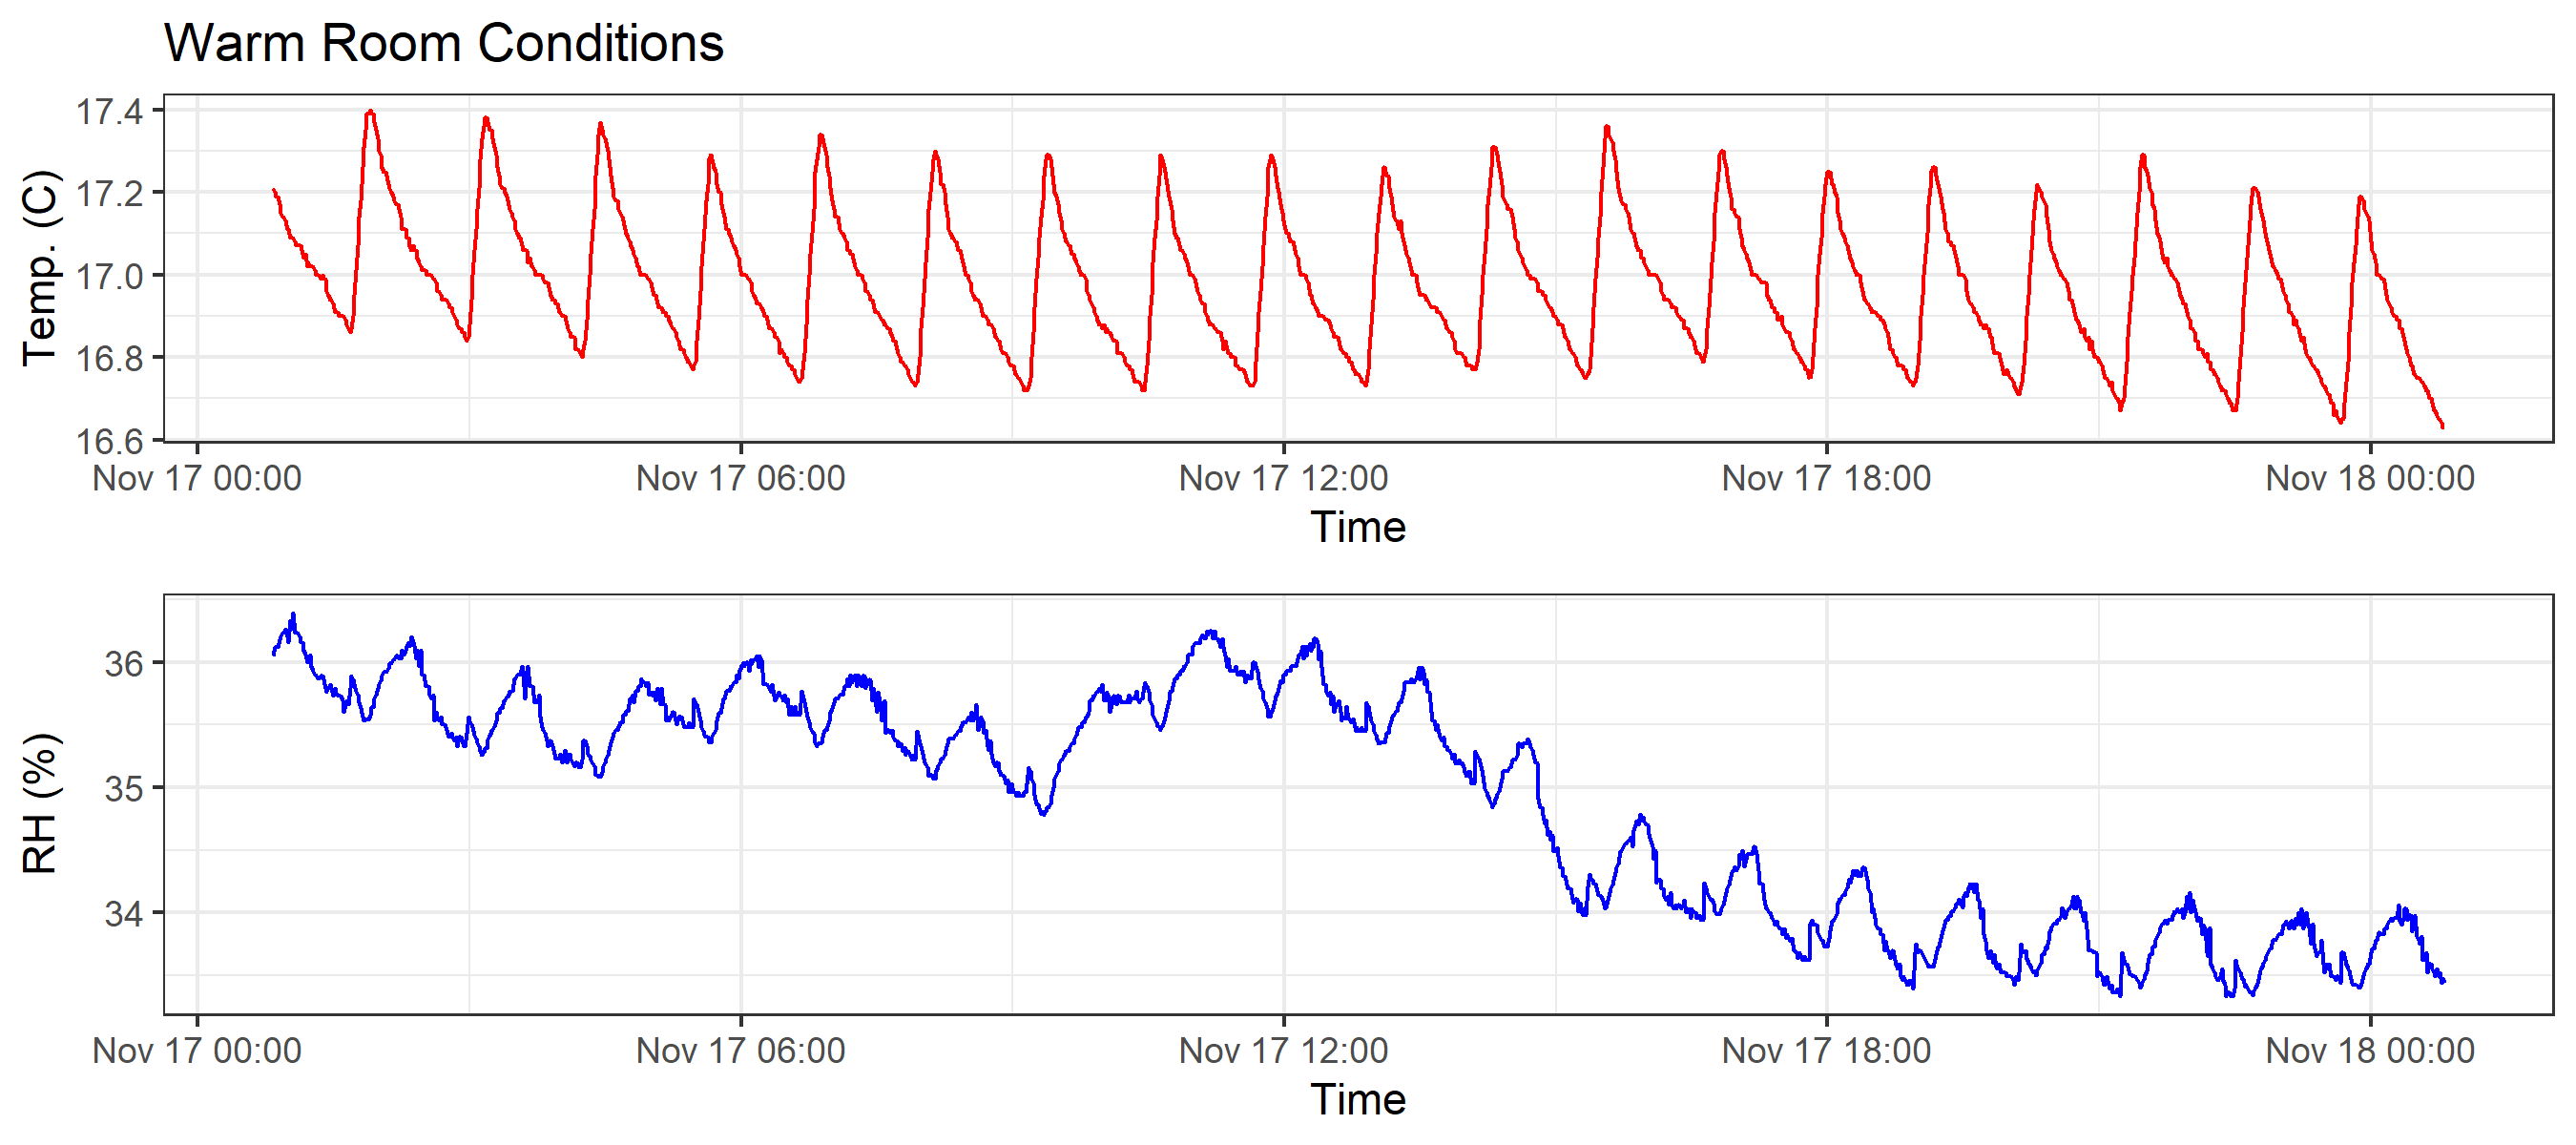 Warm Room Conditions
Temp. (C)
17.4
17.2
17.0
16.8
16.6
Nov 17 00:00 Nov 17 06:00 Nov 17 12:00 Nov 17 18:00 Nov 18 00:00
Time
RH (%)
36
35
34
Nov 17 00:00 Nov 17 06:00 Nov 17 12:00 Nov 17 18:00 Nov 18 00:00
Time